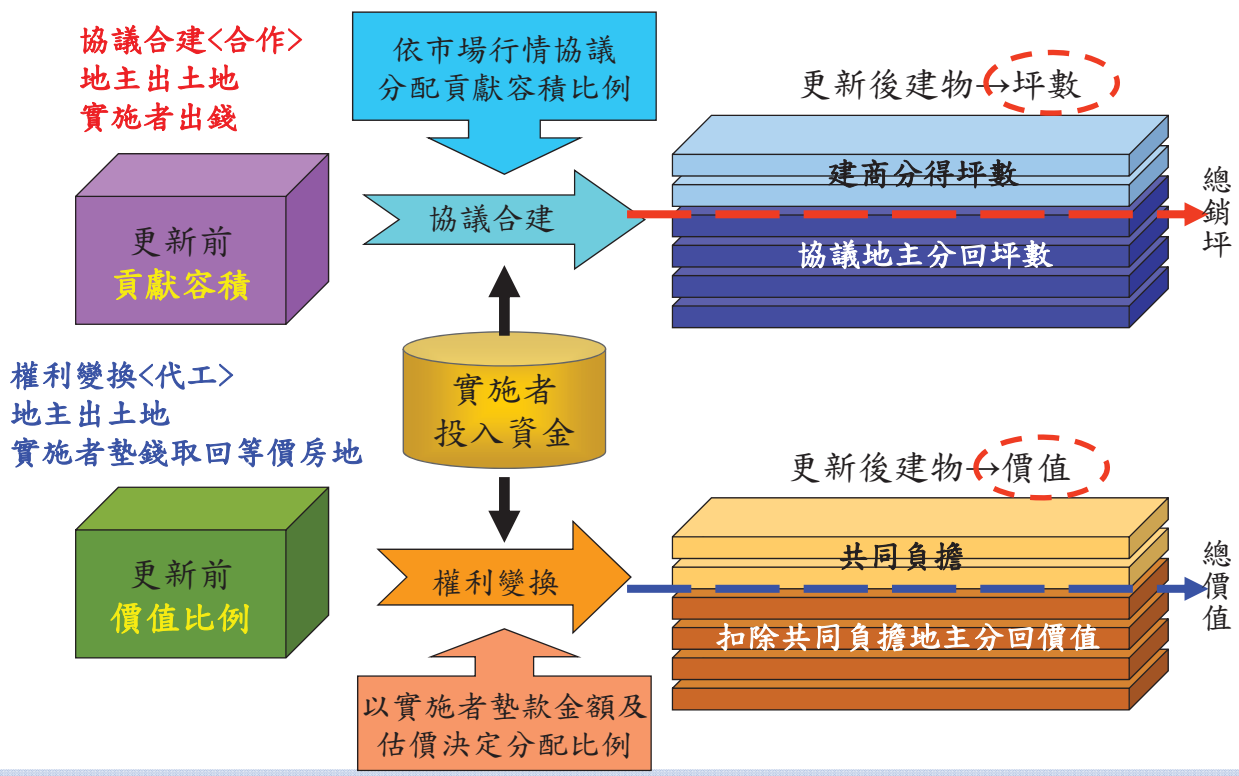 協議合建<合作>
地主出土地
實施者出錢
依市場行情協議
分配貢獻容積比例
更新後建物→坪數
更新前
貢獻容積
協議合建
建商分得坪數
協議地主分回坪數
總銷坪
實施者
投入資金
權利變換<代工>
地主出土地
實施者墊錢取回等價房地
更新後建物→價值
更新前
價值比例
權利變換
共同負擔
扣除共同負擔地主分回價值
總價值
以實施者墊款金額及
估價決定分配比例